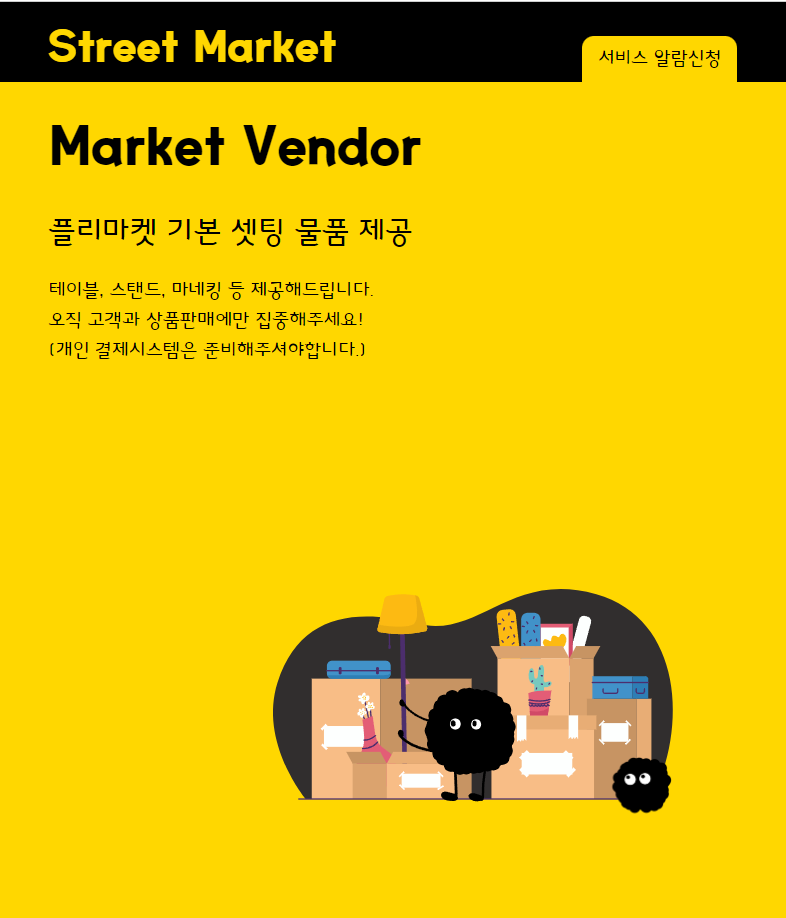 Street Market
서비스 알람신청
Market Vendor
플리마켓 기본 셋팅 물품 제공
테이블, 스탠드, 마네킹 등 제공해드립니다.
오직 고객과 상품판매에만 집중해주세요!
(개인 결제시스템은 준비해주셔야합니다.)